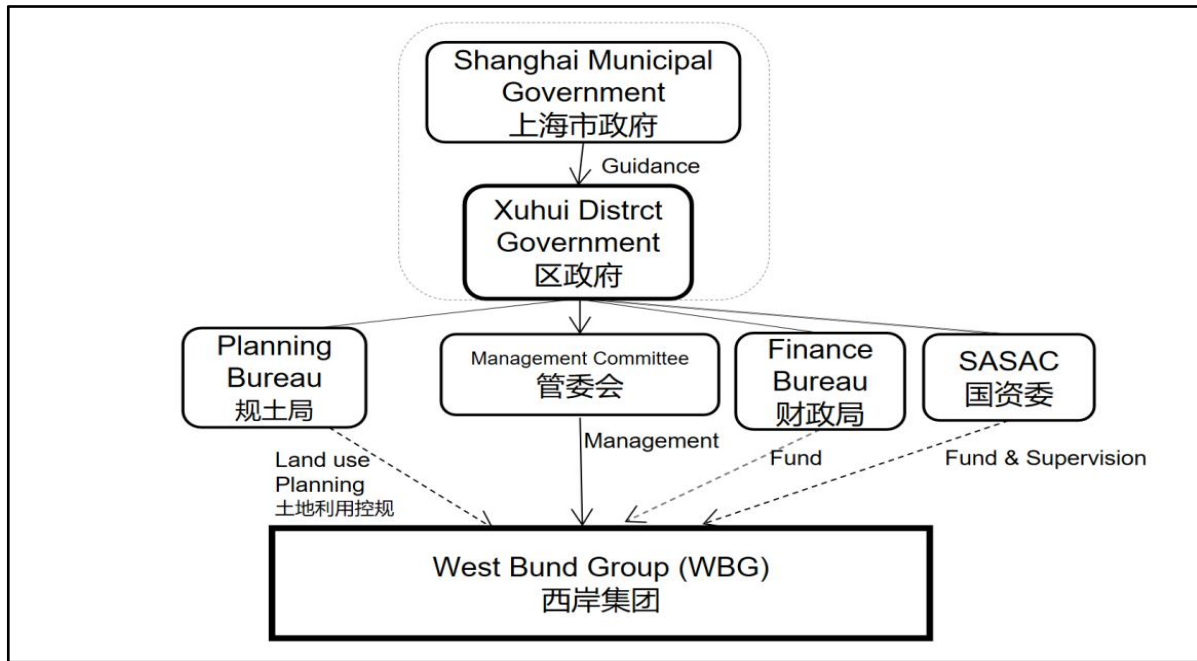 Shanghai Municipal
Government
上海市政府
Guidance
Xuhui Distrct
Government
区政府
Planning
Bureau
规土局
Management Committee
管委会
Finance
Bureau
财政局
SASAC
国资委
Land use
Planning
土地利用控规
Management
Fund
Fund & Supervision
West Bund Group (WBG)
西岸集团